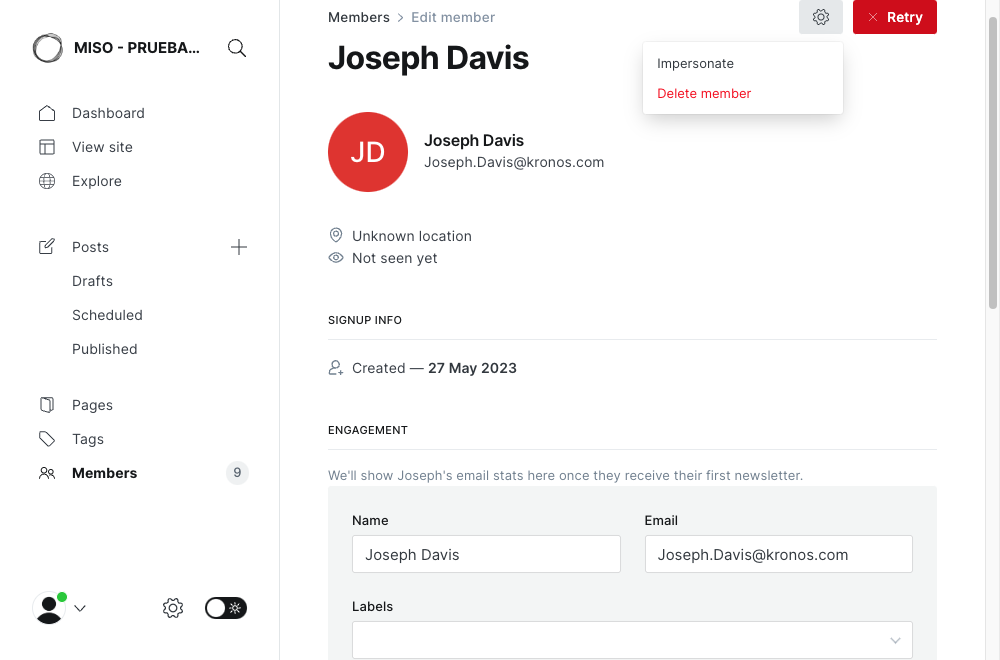 MISO - PRUEBA...
Dashboard
View site
Explore
Posts
Drafts
Scheduled
Published
Pages
Tags
Members
9
Members > Edit member
Retry
Joseph Davis
Impersonate
Delete member
JD
Joseph Davis
Joseph.Davis@kronos.com
Unknown location
Not seen yet
SIGNUP INFO
Created — 27 May 2023
ENGAGEMENT
We'll show Joseph's email stats here once they receive their first newsletter.
Name
Joseph Davis
Email
Joseph.Davis@kronos.com
Labels